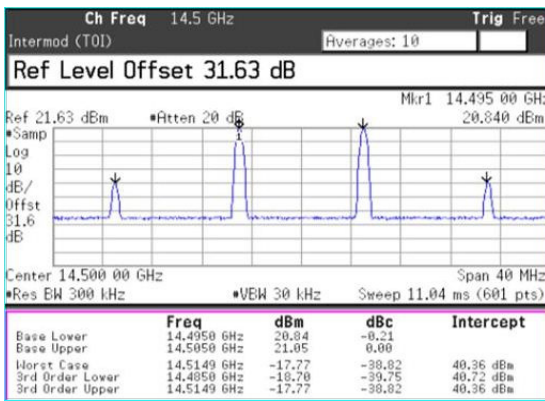 Ch Freq 14.5 GHz Trig Free
Intermod (TOI) Averages: 10
Ref Level Offset 31.63 dB
Mkr1 14.495 00 GHz
Ref 21.63 dBm *Atten 20 dB 20.840 dBm
*Samp
Log
10
dB/
Offst
31.6
dB
1
Center 14.500 00 GHz Span 40 MHz
*Res BW 300 kHz *VBW 30 kHz Sweep 11.04 ms (601 pts)
Freq dBm dBc Intercept
Base Lower 14.4950 GHz 20.84 -0.21
Base Upper 14.5050 GHz 21.05 0.00
Worst Case 14.5149 GHz -17.77 -38.82 40.36 dBm
3rd Order Lower 14.4850 GHz -18.70 -39.75 40.72 dBm
3rd Order Upper 14.5149 GHz -17.77 -38.82 40.36 dBm